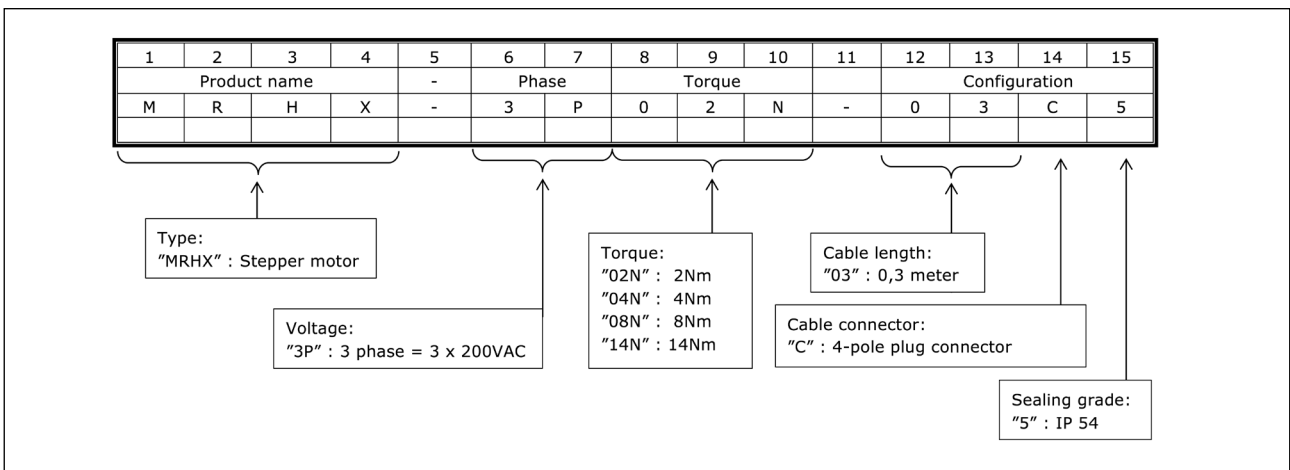 1 2 3 4 5 6 7 8 9 10 11 12 13 14 15
Product name - Phase Torque Configuration
M R H X - 3 P 0 2 N - 0 3 C 5
Type:
"MRHX" : Stepper motor
Voltage:
"3P" : 3 phase = 3 x 200VAC
Torque:
"02N" : 2Nm
"04N" : 4Nm
"08N" : 8Nm
"14N" : 14Nm
Cable length:
"03" : 0,3 meter
Cable connector:
"C" : 4-pole plug connector
Sealing grade:
"5" : IP 54